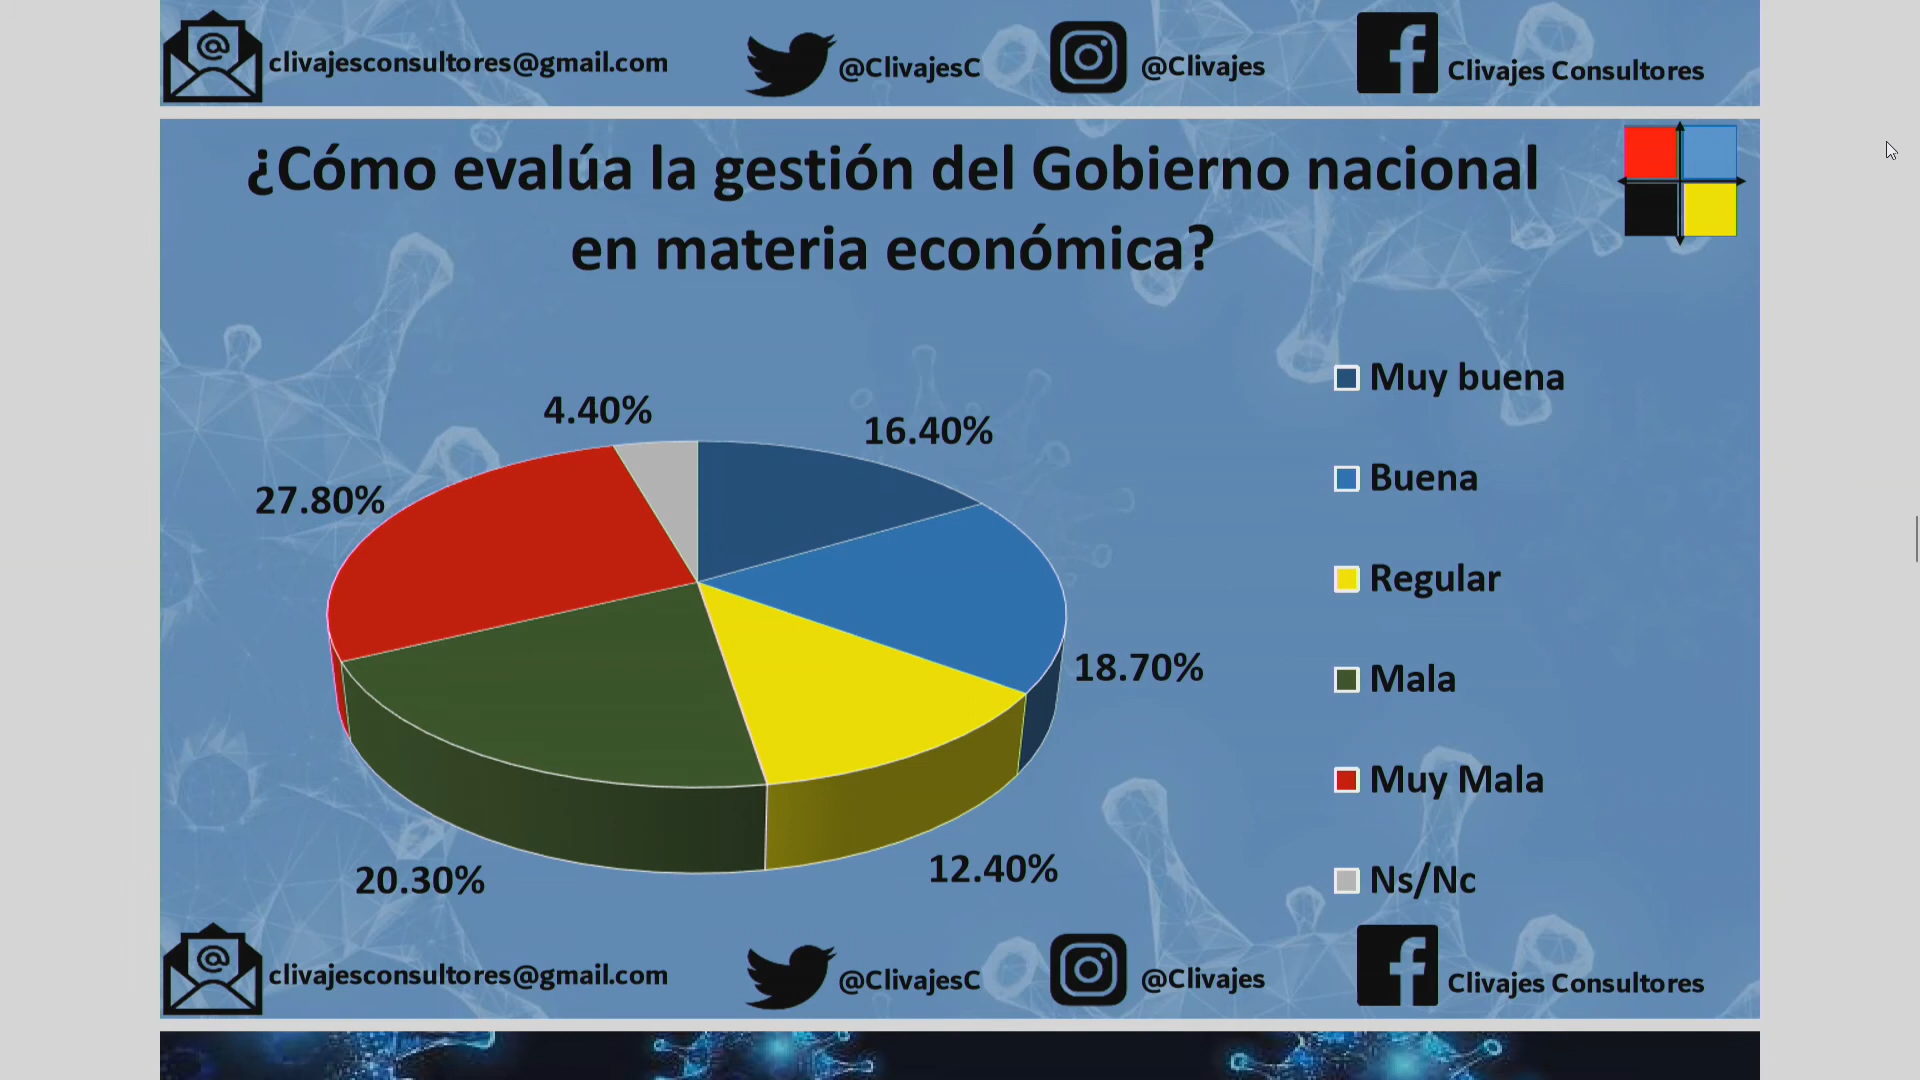 clivajesconsultores@gmail.com @ClivajesC @Clivajes Clivajes Consultores
¿Cómo evalúa la gestión del Gobierno nacional
en materia económica?
4.40%
16.40%
27.80%
18.70%
20.30%
12.40%
Muy buena
Buena
Regular
Mala
Muy Mala
Ns/Nc
clivajesconsultores@gmail.com @ClivajesC @Clivajes Clivajes Consultores